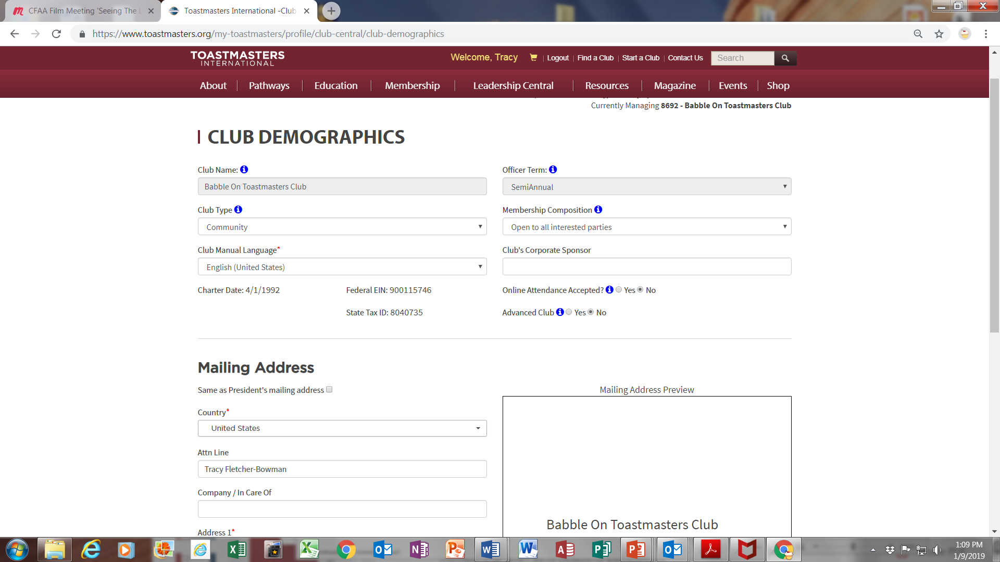 CFAA Film Meeting 'Seeing The
Toastmasters International -Club
https://www.toastmasters.org/my-toastmasters/profile/club-central/club-demographics
TOASTMASTERS
INTERNATIONAL
Welcome, Tracy
Logout
Find a Club
Start a Club
Contact Us
Search
About
Pathways
Education
Membership
Leadership Central
Resources
Magazine
Events
Shop
Currently Managing 8692 - Babble On Toastmasters Club
CLUB DEMOGRAPHICS
Club Name:
Officer Term:
Babble On Toastmasters Club
SemiAnnual
Club Type
Membership Composition
Community
Open to all interested parties
Club Manual Language*
Club's Corporate Sponsor
English (United States)
Charter Date: 4/1/1992
Federal EIN: 900115746
Online Attendance Accepted? Yes No
State Tax ID: 8040735
Advanced Club Yes No
Mailing Address
Same as President's mailing address
Mailing Address Preview
Country*
United States
Attn Line
Tracy Fletcher-Bowman
Company / In Care Of
Babble On Toastmasters Club
Address 1*
1:09 PM
1/9/2019